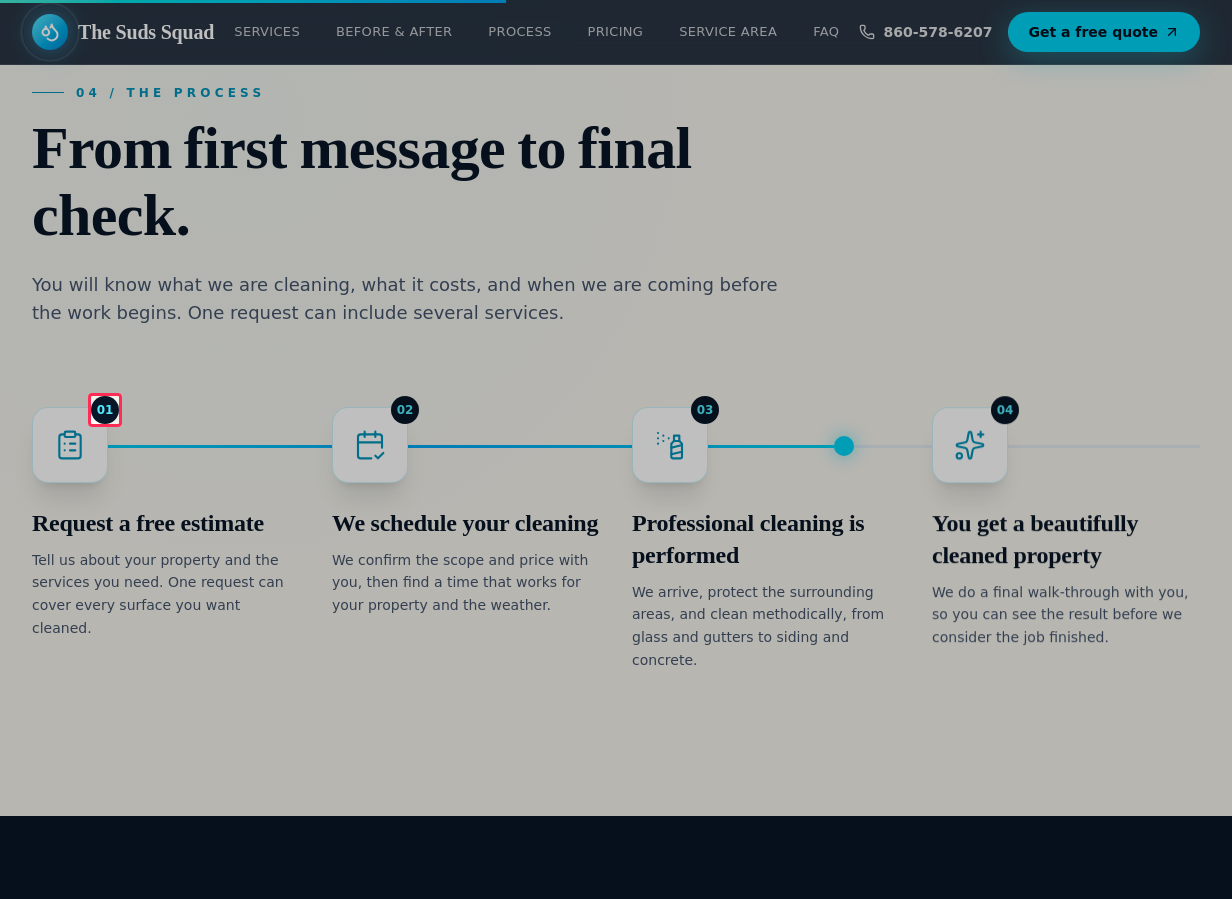 The Suds Squad
SERVICES
BEFORE & AFTER
PROCESS
PRICING
SERVICE AREA
FAQ
860-578-6207
Get a free quote
04 / THE PROCESS
From first message to final
check.
You will know what we are cleaning, what it costs, and when we are coming before
the work begins. One request can include several services.
01
02
03
04
Request a free estimate
Tell us about your property and the
services you need. One request can
cover every surface you want
cleaned.
We schedule your cleaning
We confirm the scope and price with
you, then find a time that works for
your property and the weather.
Professional cleaning is
performed
We arrive, protect the surrounding
areas, and clean methodically, from
glass and gutters to siding and
concrete.
You get a beautifully
cleaned property
We do a final walk-through with you,
so you can see the result before we
consider the job finished.